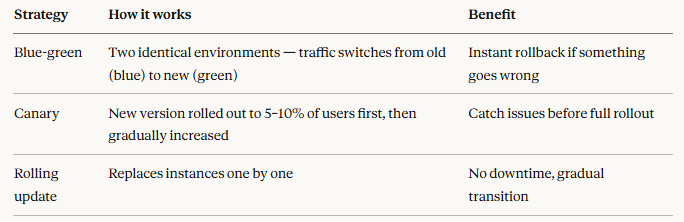 Strategy How it works Benefit
Blue-green Two identical environments — traffic switches from old Instant rollback if something
(blue) to new (green) goes wrong
Canary New version rolled out to 5–10% of users first, then Catch issues before full rollout
gradually increased
Rolling Replaces instances one by one No downtime, gradual
update transition